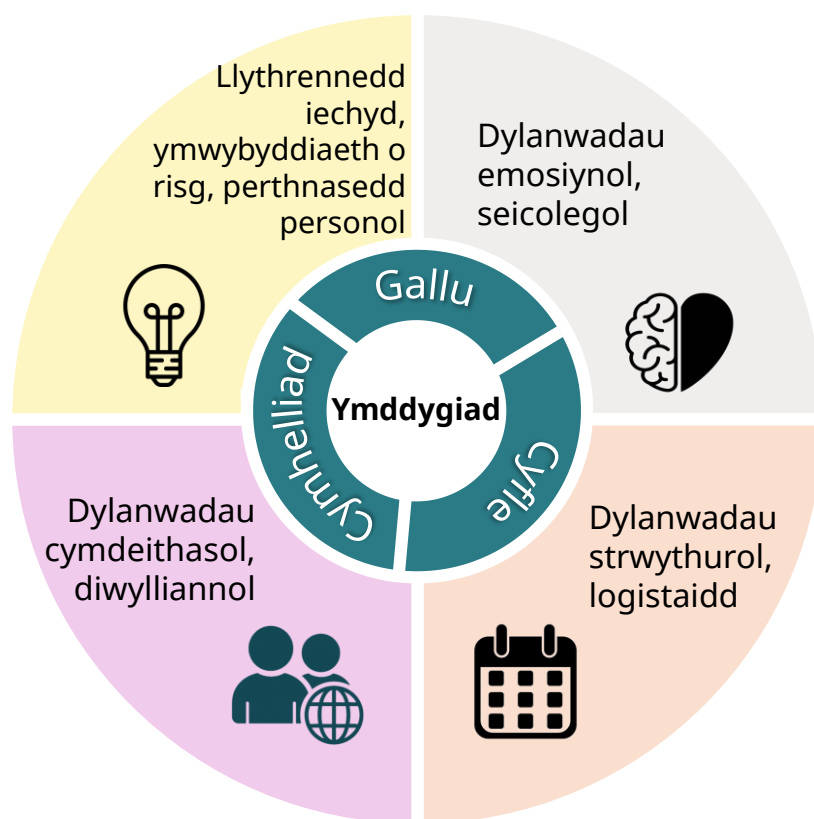 Llythrennedd
iechyd,
ymwybyddiaeth o
risg, perthnasedd
personol
Dylanwadau
emosiynol,
seicolegol
Gallu
Cymhelliad
Ymddygiad
Cyfle
Dylanwadau
cymdeithasol,
diwylliannol
Dylanwadau
strwythurol,
logistaidd